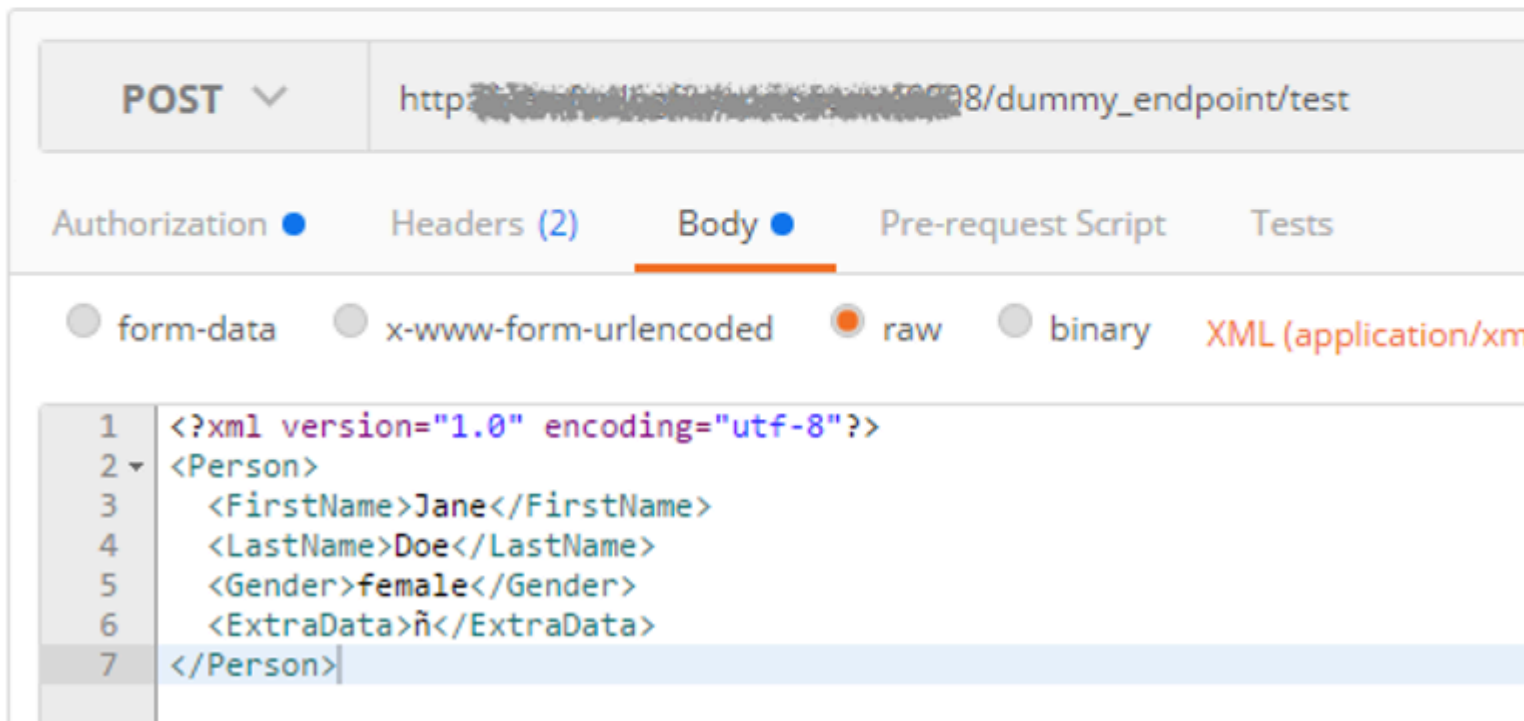 POST http 8/dummy_endpoint/test
Authorization Headers (2) Body Pre-request Script Tests
form-data x-www-form-urlencoded raw binary XML (application/xm
1 <?xml version="1.0" encoding="utf-8"?>
2 <Person>
3 <FirstName>Jane</FirstName>
4 <LastName>Doe</LastName>
5 <Gender>female</Gender>
6 <ExtraData>ñ</ExtraData>
7 </Person>